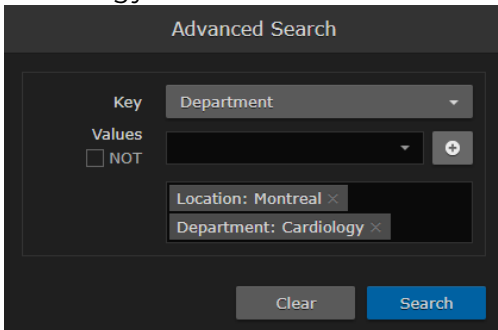 Advanced Search
Key Department
Values
NOT
Location: Montreal ×
Department: Cardiology ×
Clear Search